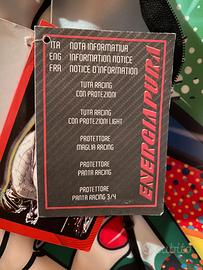 ITA NOTA INFORMATIVA
ENG INFORMATION NOTICE
FRA NOTICE D'INFORMATION
TUTA RACING
CON PROTEZIONI
TUTA RACING
CON PROTEZIONI LIGHT
PROTETTORE
MAGLIA RACING
PROTETTORE
PANTA RACING
PROTETTORE
PANTA RACING 3/4
ENERGIAPURA
subito